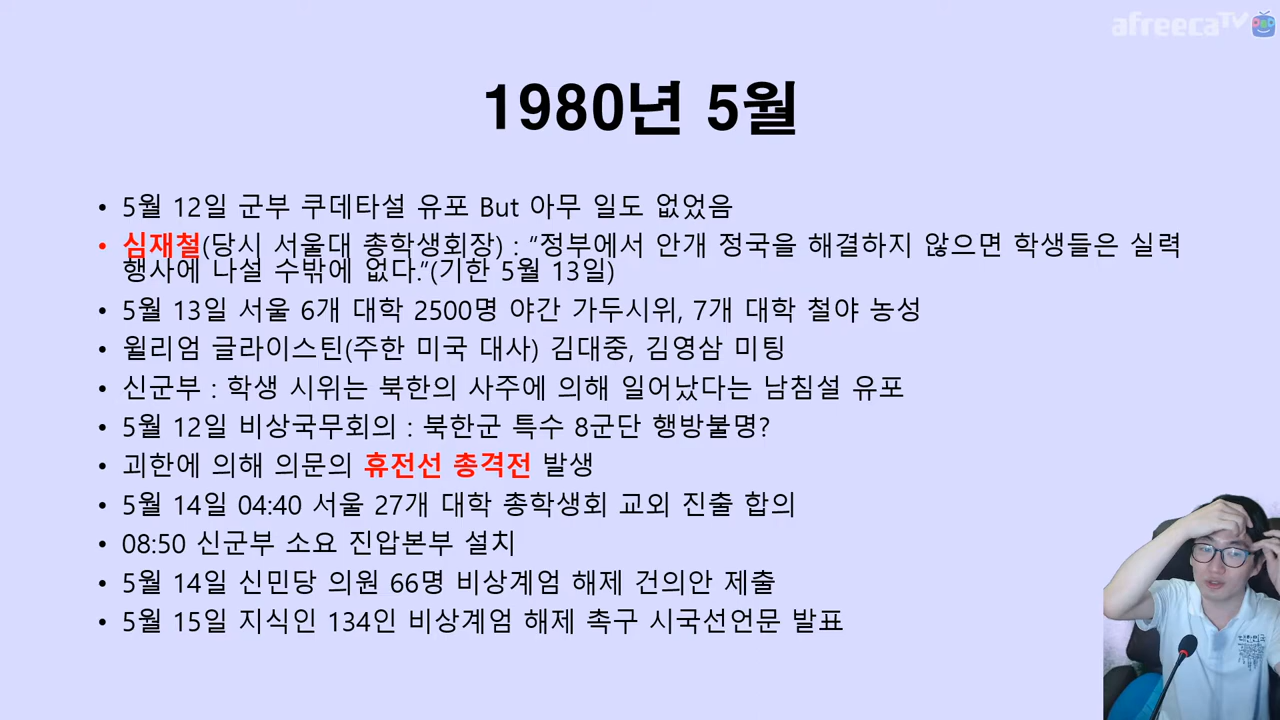 afreecaTV
1980년 5월
• 5월 12일 군부 쿠데타설 유포 But 아무 일도 없었음
• 심재철(당시 서울대 총학생회장) : “정부에서 안개 정국을 해결하지 않으면 학생들은 실력
행사에 나설 수밖에 없다.”(기한 5월 13일)
• 5월 13일 서울 6개 대학 2500명 야간 가두시위, 7개 대학 철야 농성
• 윌리엄 글라이스틴(주한 미국 대사) 김대중, 김영삼 미팅
• 신군부 : 학생 시위는 북한의 사주에 의해 일어났다는 남침설 유포
• 5월 12일 비상국무회의 : 북한군 특수 8군단 행방불명?
• 괴한에 의해 의문의 휴전선 총격전 발생
• 5월 14일 04:40 서울 27개 대학 총학생회 교외 진출 합의
• 08:50 신군부 소요 진압본부 설치
• 5월 14일 신민당 의원 66명 비상계엄 해제 건의안 제출
• 5월 15일 지식인 134인 비상계엄 해제 촉구 시국선언문 발표